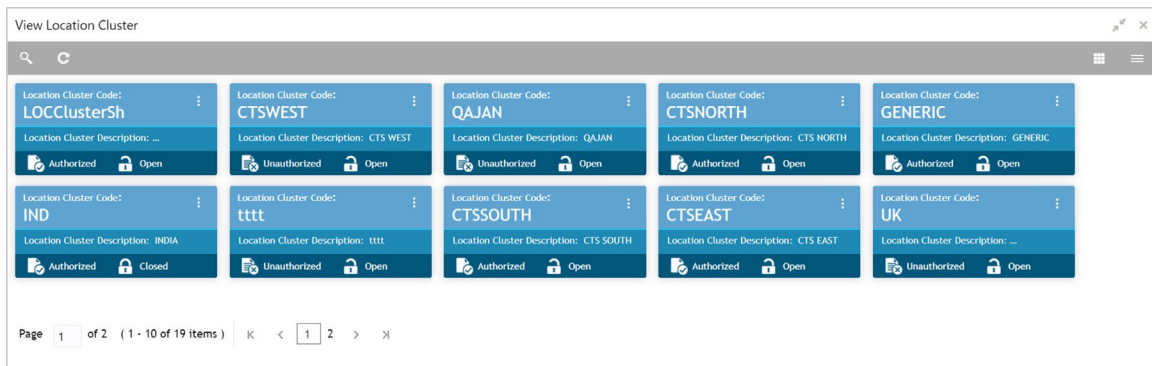 View Location Cluster
Location Cluster Code:
LOCClusterSh
Location Cluster Description: ...
Authorized Open
Location Cluster Code:
CTSWEST
Location Cluster Description: CTS WEST
Unauthorized Open
Location Cluster Code:
QAJAN
Location Cluster Description: QAJAN
Unauthorized Open
Location Cluster Code:
CTSNORTH
Location Cluster Description: CTS NORTH
Authorized Open
Location Cluster Code:
GENERIC
Location Cluster Description: GENERIC
Authorized Open
Location Cluster Code:
IND
Location Cluster Description: INDIA
Authorized Closed
Location Cluster Code:
tttt
Location Cluster Description: tttt
Unauthorized Open
Location Cluster Code:
CTSSOUTH
Location Cluster Description: CTS SOUTH
Authorized Open
Location Cluster Code:
CTSEAST
Location Cluster Description: CTS EAST
Authorized Open
Location Cluster Code:
UK
Location Cluster Description: ...
Unauthorized Open
Page 1 of 2 ( 1 - 10 of 19 items ) 1 2